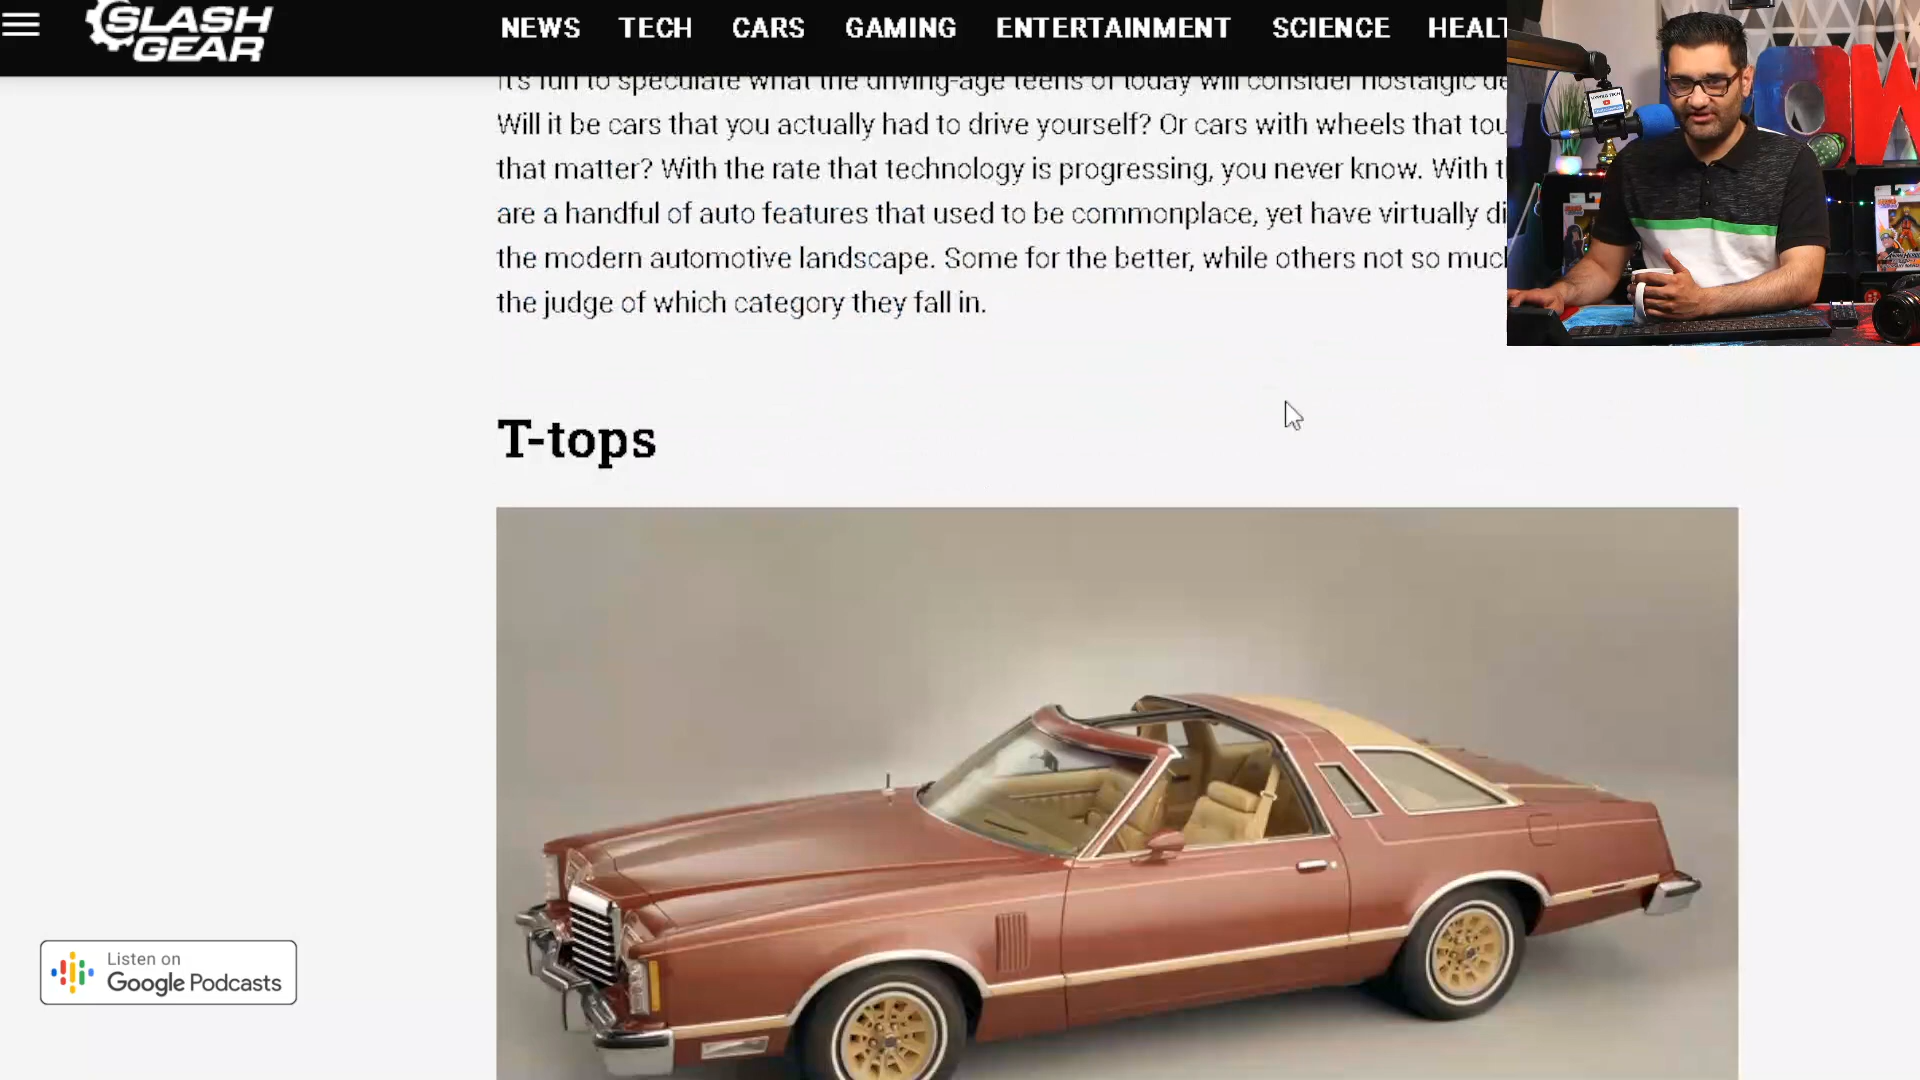 SLASH
GEAR
NEWS TECH CARS GAMING ENTERTAINMENT SCIENCE HEALT
It's fun to speculate what the driving-age teens of today will consider nostalgic de
Will it be cars that you actually had to drive yourself? Or cars with wheels that tou
that matter? With the rate that technology is progressing, you never know. With t
are a handful of auto features that used to be commonplace, yet have virtually di
the modern automotive landscape. Some for the better, while others not so muc
the judge of which category they fall in.
T-tops
Listen on
Google Podcasts